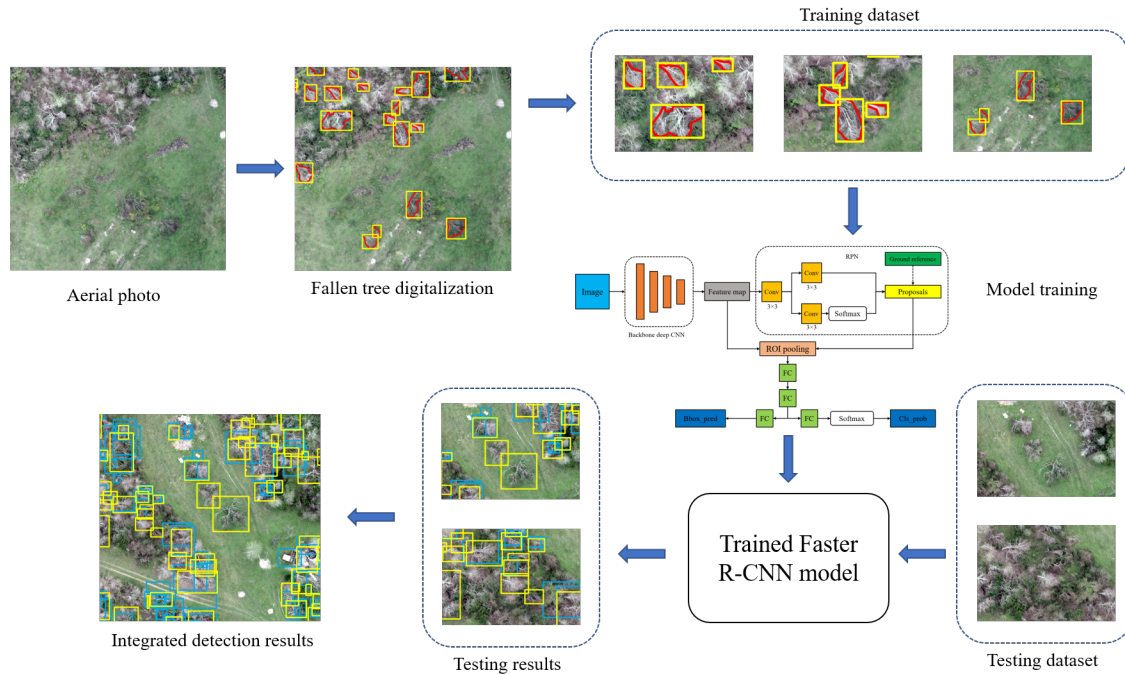 Training dataset
Aerial photo
Fallen tree digitalization
RPN
Ground reference
Image
Feature map
Conv
3×3
Conv
3×3
Conv
3×3
Softmax
Proposals
Model training
Backbone deep CNN
ROI pooling
FC
FC
Bbox_pred
FC
FC
Softmax
Cls_prob
Trained Faster
R-CNN model
Integrated detection results
Testing results
Testing dataset